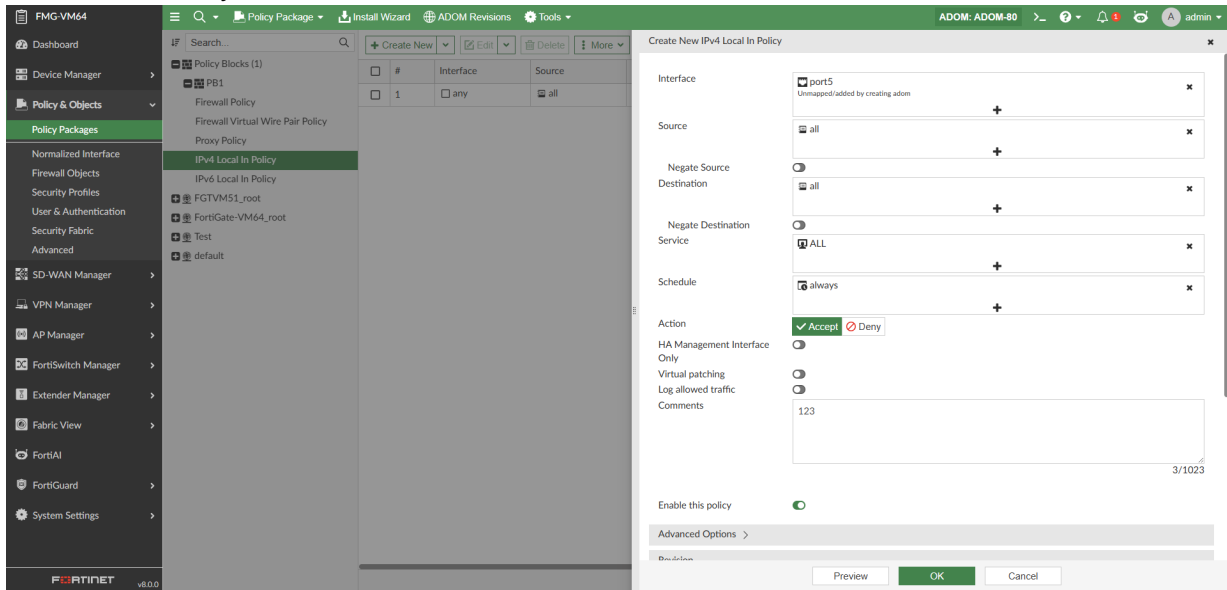 FMG-VM64
Policy Package
Install Wizard
ADOM Revisions
Tools
ADOM: ADOM-80
>_
1
A
admin
Dashboard
Device Manager
Policy & Objects
Policy Packages
Normalized Interface
Firewall Objects
Security Profiles
User & Authentication
Security Fabric
Advanced
SD-WAN Manager
VPN Manager
AP Manager
FortiSwitch Manager
Extender Manager
Fabric View
FortiAI
FortiGuard
System Settings
FORTINET
v8.0.0
Search...
Policy Blocks (1)
PB1
Firewall Policy
Firewall Virtual Wire Pair Policy
Proxy Policy
IPv4 Local In Policy
IPv6 Local In Policy
FGTVM51_root
FortiGate-VM64_root
Test
default
+ Create New
Edit
Delete
More
# Interface Source
1 any all
Create New IPv4 Local In Policy
Interface
port5
Unmapped/added by creating adom
Source
all
Negate Source
Destination
all
Negate Destination
Service
ALL
Schedule
always
Action
Accept
Deny
HA Management Interface
Only
Virtual patching
Log allowed traffic
Comments
123
3/1023
Enable this policy
Advanced Options >
Revision
Preview
OK
Cancel